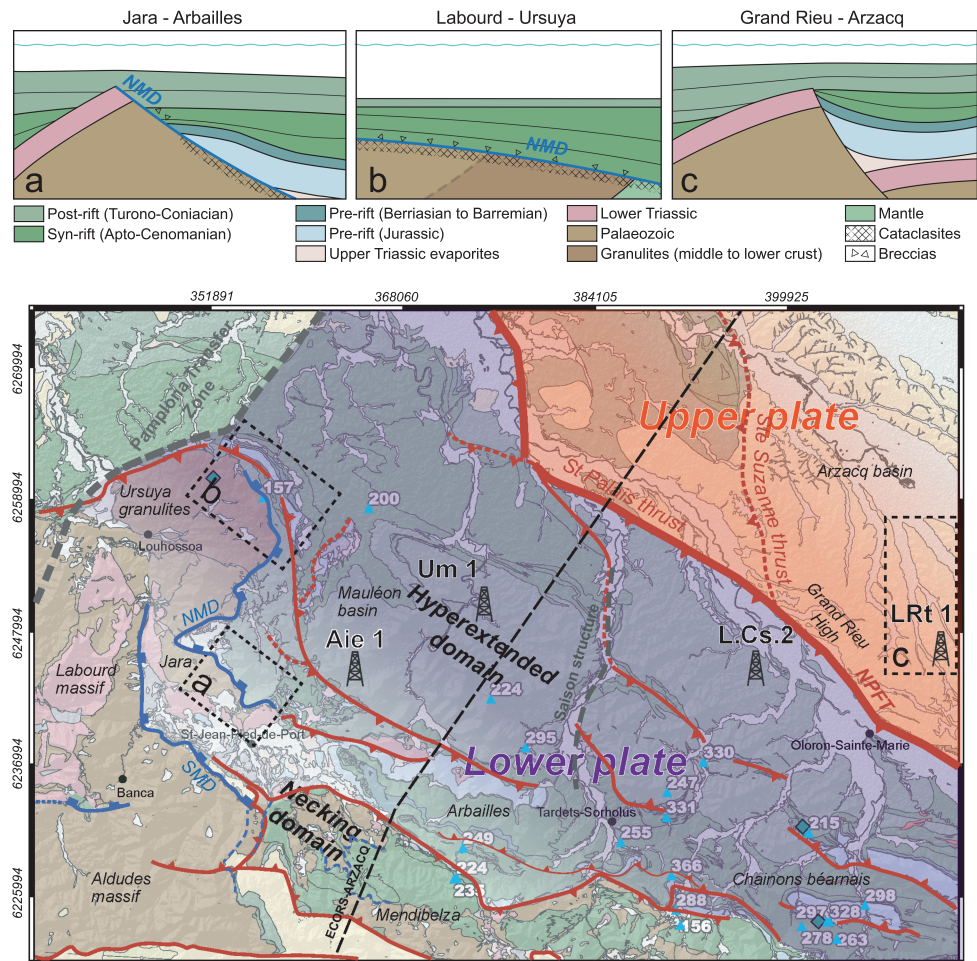 Jara - Arbailles
Labourd - Ursuya
Grand Rieu - Arzacq
NMD
a
NMD
b
c
Post-rift (Turono-Coniacian)
Syn-rift (Apto-Cenomanian)
Pre-rift (Berriasian to Barremian)
Pre-rift (Jurassic)
Upper Triassic evaporites
Lower Triassic
Palaeozoic
Granulites (middle to lower crust)
Mantle
Cataclasites
Breccias
351891
368060
384105
399925
6269994
6258994
6247994
6236994
6225994
Pamplona Transfer
Zone
Upper plate
Ste Suzanne thrust
St-Palais thrust
Arzacq basin
Ursuya
granulites
b
157
200
Louhossoa
Um 1
Mauléon
basin
Hyperextended
domain
Aie 1
NMD
Saison structure
L.Cs.2
Grand Rieu
High
LRt 1
c
NPFT
Labourd
massif
Jara
a
St-Jean-Pied-de-Port
224
295
Lower plate
330
Oloron-Sainte-Marie
Banca
SMD
Necking
domain
Arbailles
Tardets-Sorholus
247
331
255
215
249
224
23
366
288
156
Chainons béarnais
298
297
328
278
263
Aldudes
massif
Mendibelza
ECORS-ARZACQ